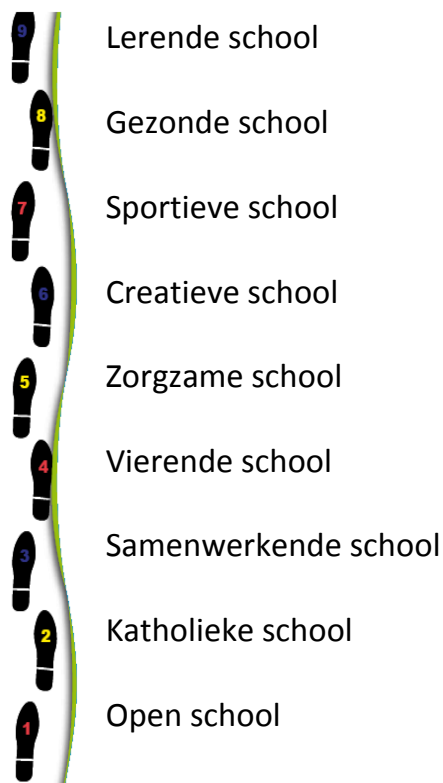 9 Lerende school
8 Gezonde school
7 Sportieve school
6 Creatieve school
5 Zorgzame school
4 Vierende school
3 Samenwerkende school
2 Katholieke school
1 Open school